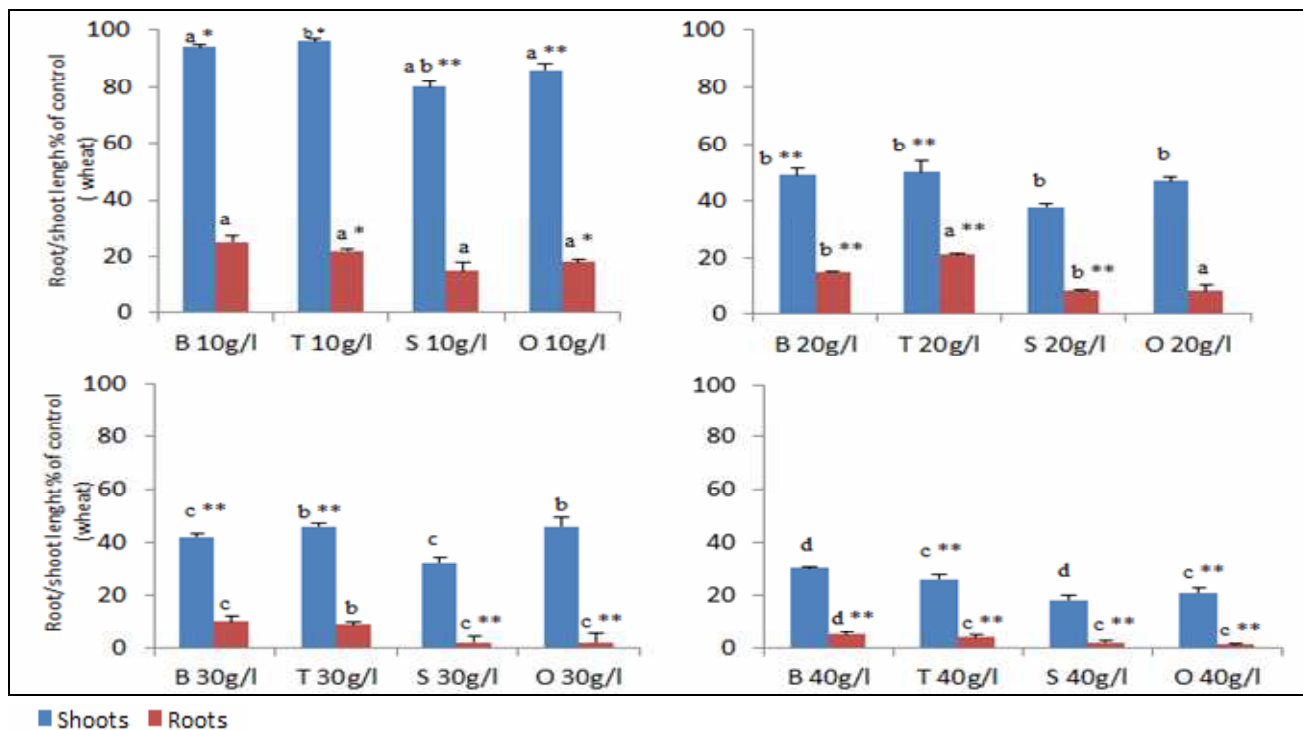 Root/shoot lengh% of control
( wheat)
100
80
60
40
20
0
a *
a
b *
a *
a b **
a
a **
a *
B 10g/l T 10g/l S 10g/l O 10g/l
100
80
60
40
20
0
b **
b **
b **
a **
b
b **
b
a
B 20g/l T 20g/l S 20g/l O 20g/l
Root/shoot lenght% of control
(wheat)
100
80
60
40
20
0
c **
c
b **
b
c
c **
b
c **
B 30g/l T 30g/l S 30g/l O 30g/l
100
80
60
40
20
0
d
d **
c **
c **
d
c **
c **
c **
B 40g/l T 40g/l S 40g/l O 40g/l
Shoots Roots